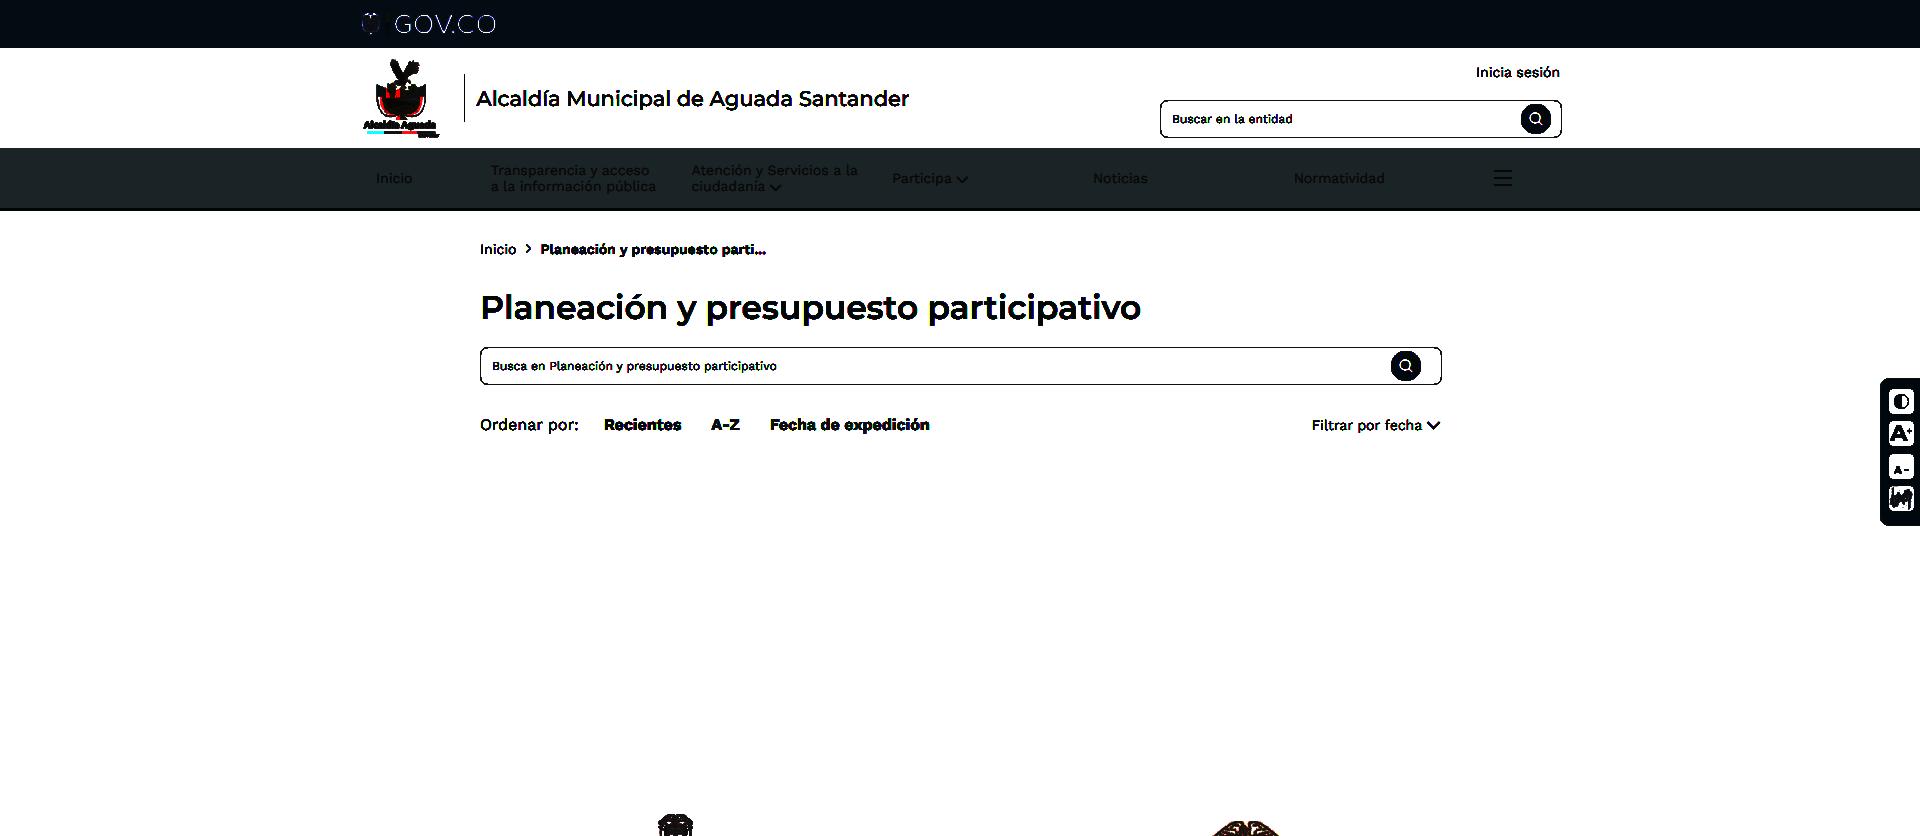 GOV.CO
Inicia sesión
Alcaldía Municipal de Aguada Santander
Alcaldía Aguada
Buscar en la entidad
Inicio
Transparencia y acceso
a la información pública
Atención y Servicios a la
ciudadanía
Participa
Noticias
Normatividad
Inicio > Planeación y presupuesto parti...
Planeación y presupuesto participativo
Busca en Planeación y presupuesto participativo
Ordenar por: Recientes A-Z Fecha de expedición
Filtrar por fecha
A+
A-